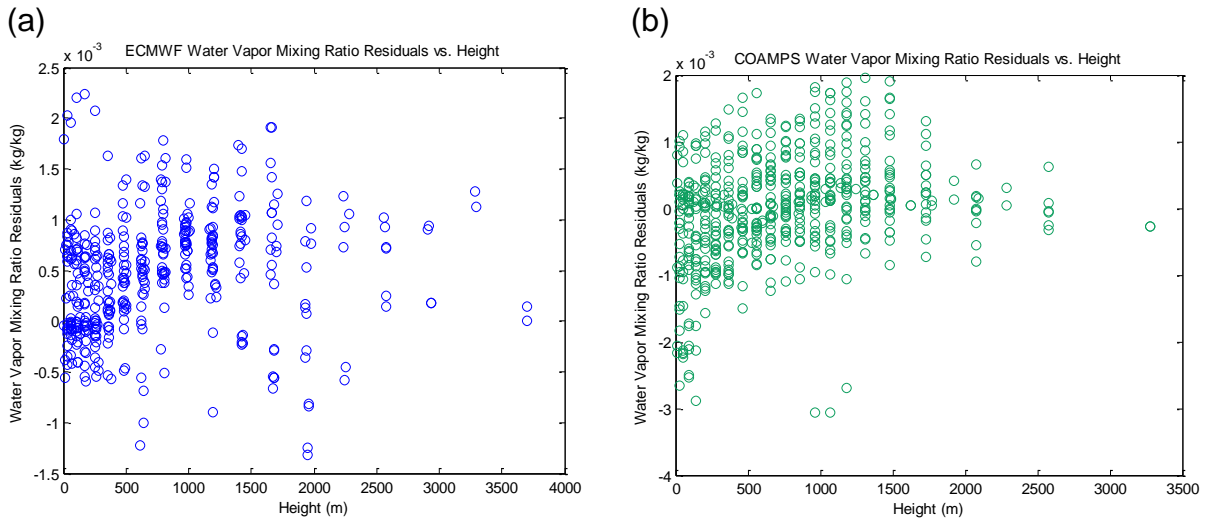 (a)
x 10⁻³
ECMWF Water Vapor Mixing Ratio Residuals vs. Height
2.5
2
1.5
1
0.5
0
-0.5
-1
-1.5
Water Vapor Mixing Ratio Residuals (kg/kg)
0 500 1000 1500 2000 2500 3000 3500 4000
Height (m)
(b)
x 10⁻³
COAMPS Water Vapor Mixing Ratio Residuals vs. Height
2
1
0
-1
-2
-3
-4
Water Vapor Mixing Ratio Residuals (kg/kg)
0 500 1000 1500 2000 2500 3000 3500
Height (m)